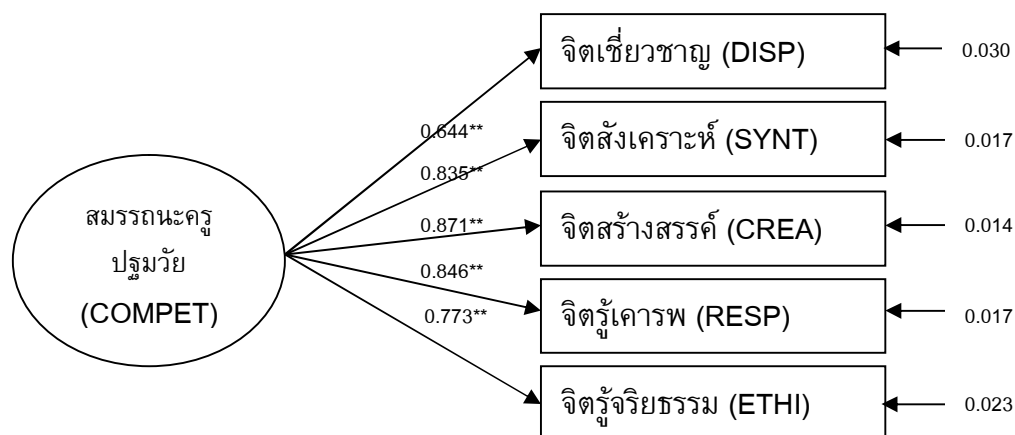 จิตเชี่ยวชาญ (DISP)
0.030
0.644**
จิตสังเคราะห์ (SYNT)
0.017
0.835**
สมรรถนะครู
ปฐมวัย
(COMPET)
0.871**
จิตสร้างสรรค์ (CREA)
0.014
0.846**
จิตรู้เคารพ (RESP)
0.017
0.773**
จิตรู้จริยธรรม (ETHI)
0.023